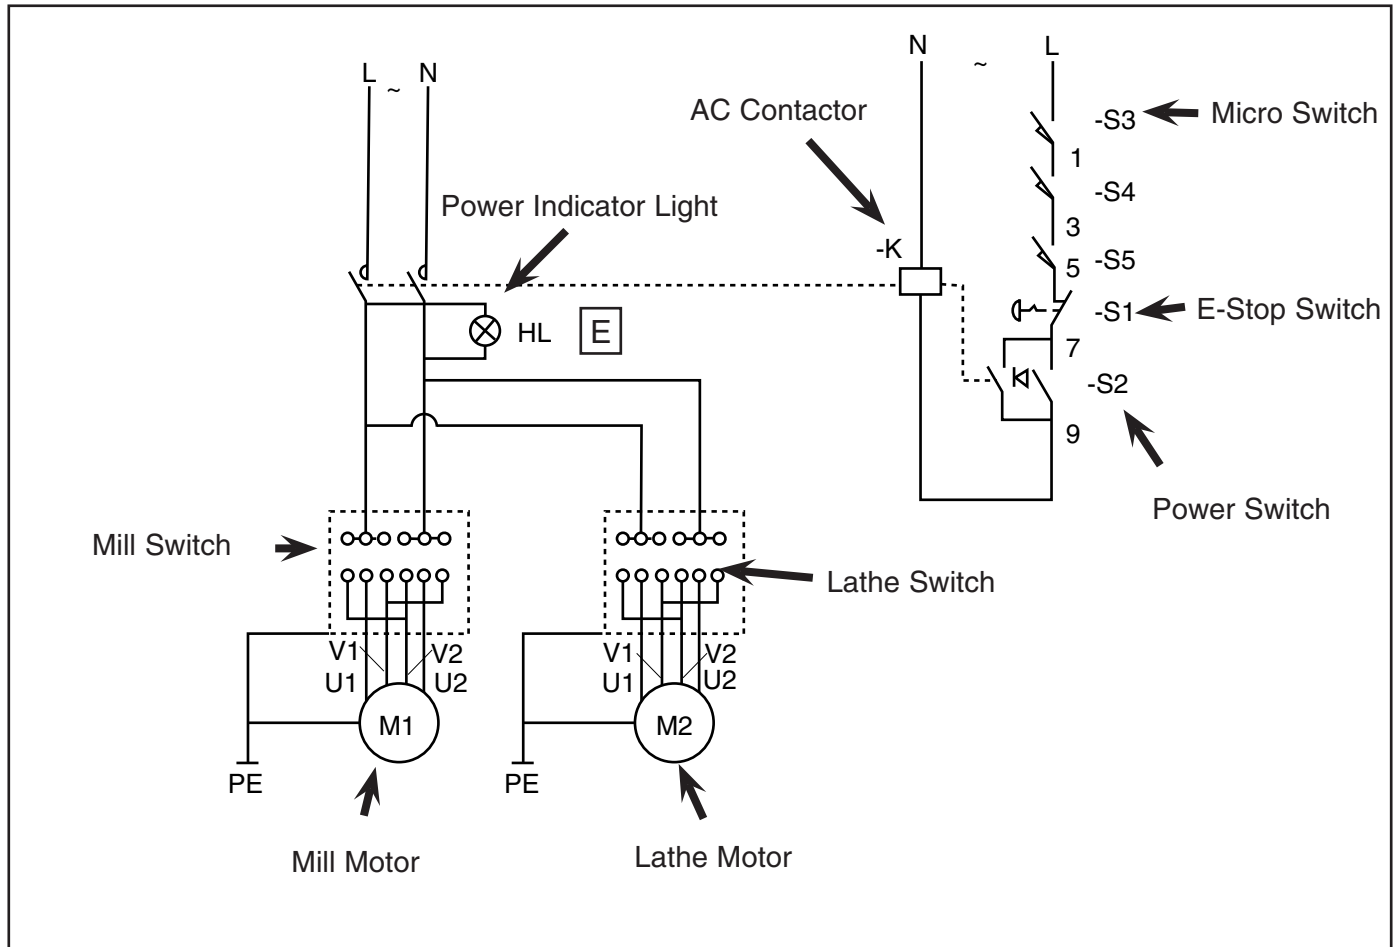 N ~ L
L ~ N
AC Contactor
-S3 Micro Switch
1
-S4
Power Indicator Light
3
-K
5 -S5
-S1 E-Stop Switch
HL E
7
-S2
9
Power Switch
Mill Switch
Lathe Switch
V1 V2
U1 U2
V1 V2
U1 U2
M1
M2
PE
PE
Mill Motor
Lathe Motor